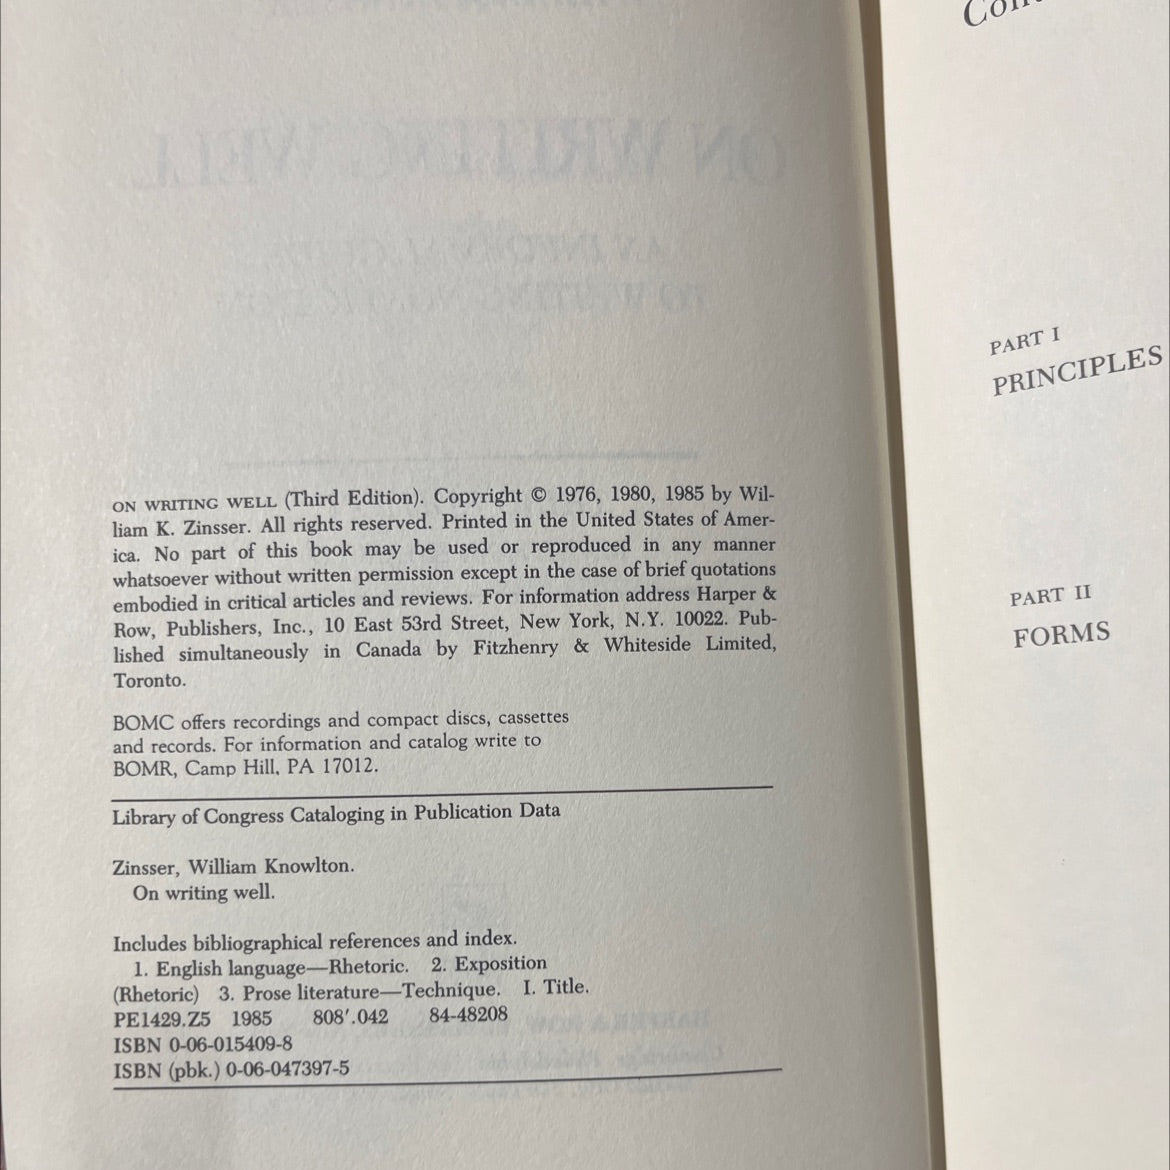 ON WRITING WELL (Third Edition). Copyright © 1976, 1980, 1985 by Wil-
liam K. Zinsser. All rights reserved. Printed in the United States of Amer-
ica. No part of this book may be used or reproduced in any manner
whatsoever without written permission except in the case of brief quotations
embodied in critical articles and reviews. For information address Harper &
Row, Publishers, Inc., 10 East 53rd Street, New York, N.Y. 10022. Pub-
lished simultaneously in Canada by Fitzhenry & Whiteside Limited,
Toronto.
BOMC offers recordings and compact discs, cassettes
and records. For information and catalog write to
BOMR, Camp Hill, PA 17012.
Library of Congress Cataloging in Publication Data
Zinsser, William Knowlton.
On writing well.
Includes bibliographical references and index.
1. English language—Rhetoric. 2. Exposition
(Rhetoric) 3. Prose literature—Technique. I. Title.
PE1429.Z5 1985 808′.042 84-48208
ISBN 0-06-015409-8
ISBN (pbk.) 0-06-047397-5
PART I
PRINCIPLES
PART II
FORMS